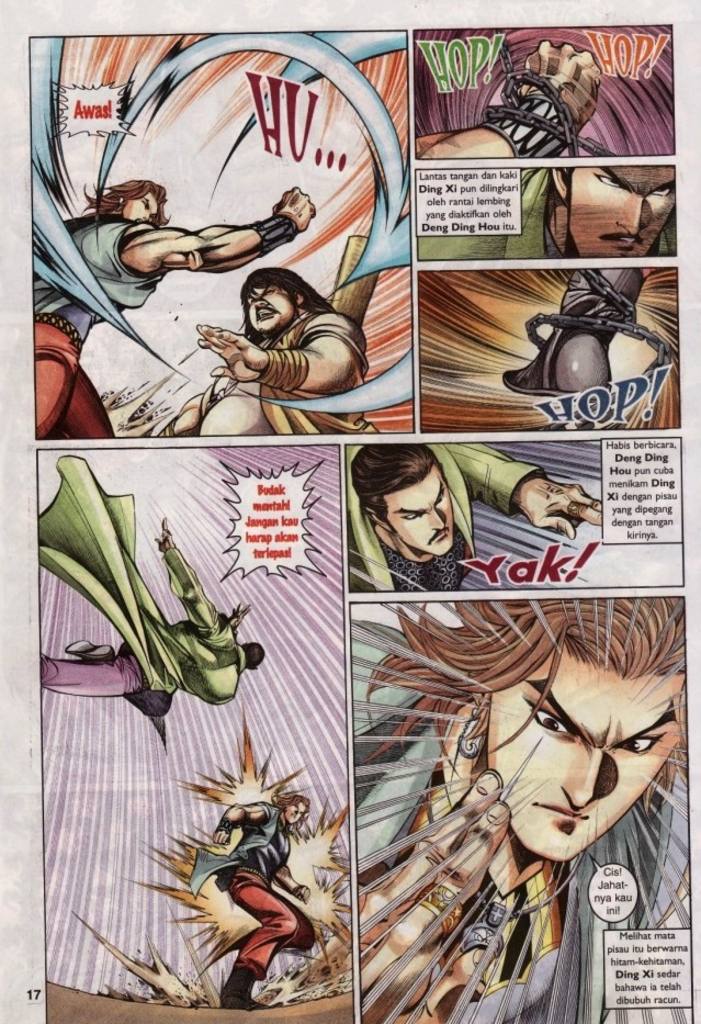 Awas!
HU...
HOP!
HOP!
Lantas tangan dan kaki
Ding Xi pun dilingkari
oleh rantai lembing
yang diaktifkan oleh
Deng Ding Hou itu.
HOP!
Budak
mentah!
Jangan kau
harap akan
terlepas!
Habis berbicara,
Deng Ding
Hou pun cuba
menikam Ding
Xi dengan pisau
yang dipegang
dengan tangan
kirinya.
Yak!
Cis!
Jahat-
nya kau
ini!
Melihat mata
pisau itu berwarna
hitam-kehitaman,
Ding Xi sedar
bahawa ia telah
dibubuh racun.
17